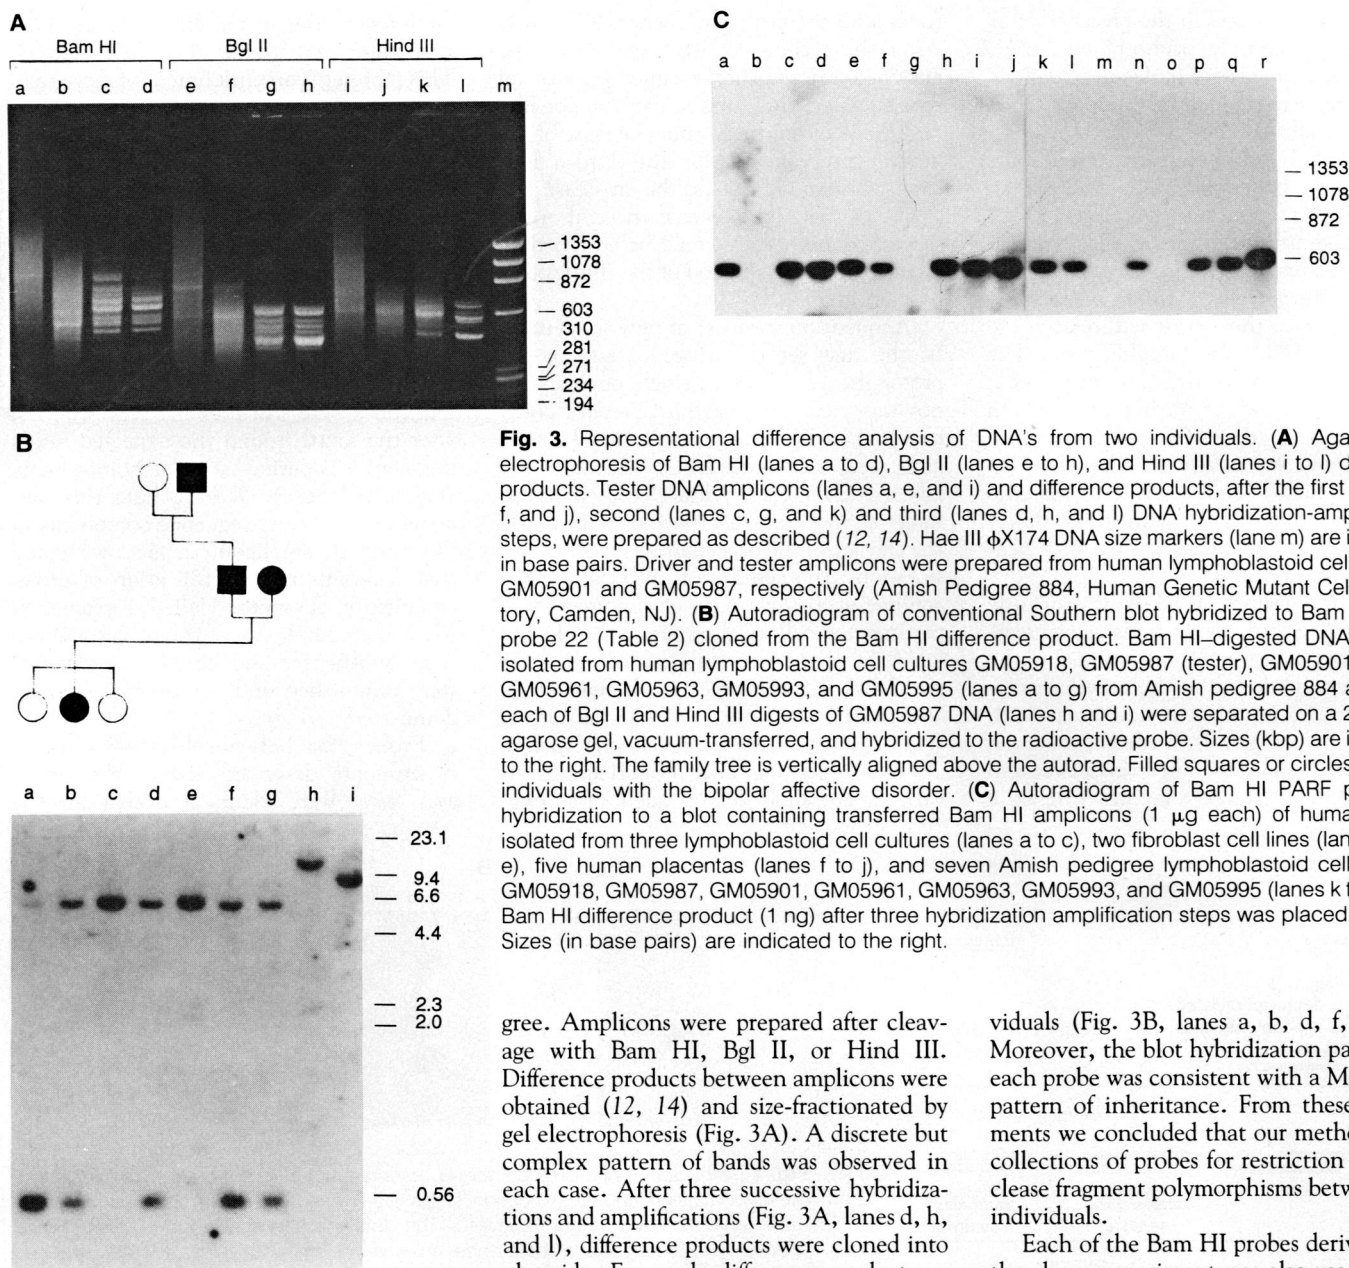 A
Bam HI Bgl II Hind III
a b c d e f g h i j k l m
1353
1078
872
603
310
281
271
234
194
C
a b c d e f g h i j k l m n o p q r
1353
1078
872
603
B
a b c d e f g h i
23.1
9.4
6.6
4.4
2.3
2.0
0.56
Fig. 3. Representational difference analysis of DNA's from two individuals. (A) Aga
electrophoresis of Bam HI (lanes a to d), Bgl II (lanes e to h), and Hind III (lanes i to l) d
products. Tester DNA amplicons (lanes a, e, and i) and difference products, after the first
f, and j), second (lanes c, g, and k) and third (lanes d, h, and l) DNA hybridization-amp
steps, were prepared as described (12, 14). Hae III ϕX174 DNA size markers (lane m) are i
in base pairs. Driver and tester amplicons were prepared from human lymphoblastoid cel
GM05901 and GM05987, respectively (Amish Pedigree 884, Human Genetic Mutant Cel
tory, Camden, NJ). (B) Autoradiogram of conventional Southern blot hybridized to Bam
probe 22 (Table 2) cloned from the Bam HI difference product. Bam HI–digested DNA
isolated from human lymphoblastoid cell cultures GM05918, GM05987 (tester), GM05901
GM05961, GM05963, GM05993, and GM05995 (lanes a to g) from Amish pedigree 884 a
each of Bgl II and Hind III digests of GM05987 DNA (lanes h and i) were separated on a 2
agarose gel, vacuum-transferred, and hybridized to the radioactive probe. Sizes (kbp) are i
to the right. The family tree is vertically aligned above the autorad. Filled squares or circles
individuals with the bipolar affective disorder. (C) Autoradiogram of Bam HI PARF p
hybridization to a blot containing transferred Bam HI amplicons (1 μg each) of huma
isolated from three lymphoblastoid cell cultures (lanes a to c), two fibroblast cell lines (lan
e), five human placentas (lanes f to j), and seven Amish pedigree lymphoblastoid cell
GM05918, GM05987, GM05901, GM05961, GM05963, GM05993, and GM05995 (lanes k f
Bam HI difference product (1 ng) after three hybridization amplification steps was placed
Sizes (in base pairs) are indicated to the right.
gree. Amplicons were prepared after cleav-
age with Bam HI, Bgl II, or Hind III.
Difference products between amplicons were
obtained (12, 14) and size-fractionated by
gel electrophoresis (Fig. 3A). A discrete but
complex pattern of bands was observed in
each case. After three successive hybridiza-
tions and amplifications (Fig. 3A, lanes d, h,
and l), difference products were cloned into
viduals (Fig. 3B, lanes a, b, d, f,
Moreover, the blot hybridization pa
each probe was consistent with a M
pattern of inheritance. From these
ments we concluded that our metho
collections of probes for restriction
clease fragment polymorphisms betw
individuals.
Each of the Bam HI probes deriv